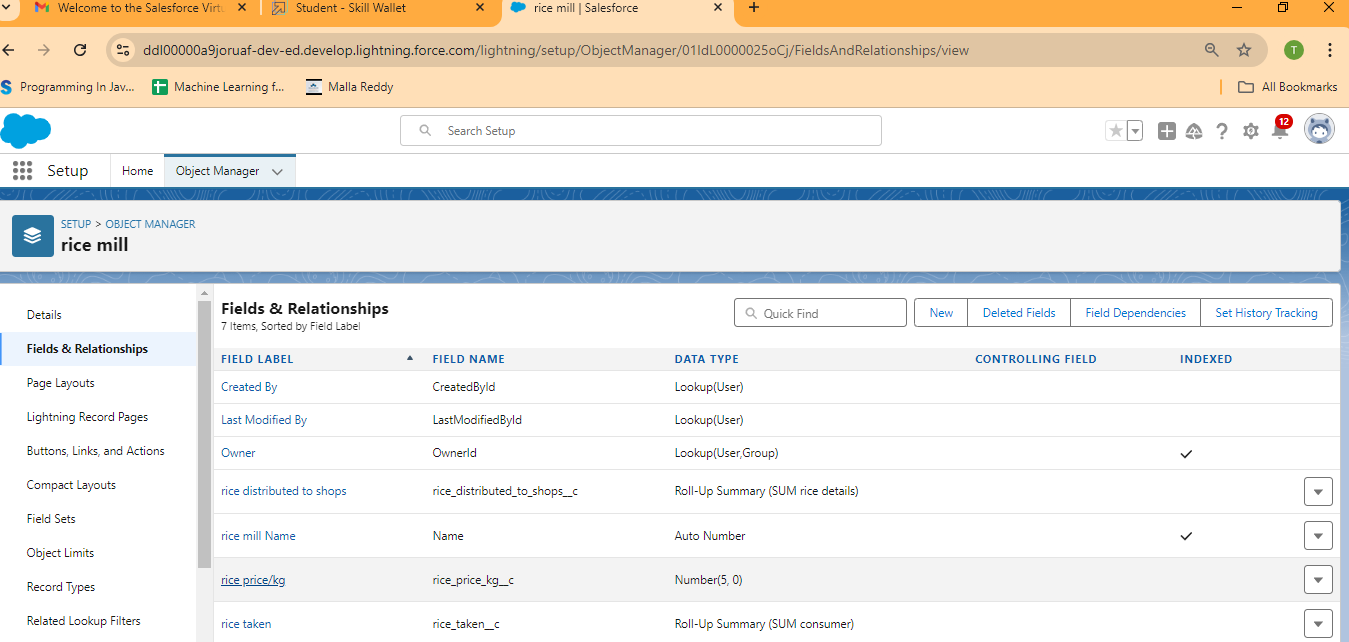 Welcome to the Salesforce Virtu
Student - Skill Wallet
rice mill | Salesforce
ddl00000a9joruaf-dev-ed.develop.lightning.force.com/lightning/setup/ObjectManager/01IdL0000025oCj/FieldsAndRelationships/view
T
Programming In Jav...
Machine Learning f...
Malla Reddy
All Bookmarks
Search Setup
12
Setup
Home
Object Manager
SETUP > OBJECT MANAGER
rice mill
Details
Fields & Relationships
Page Layouts
Lightning Record Pages
Buttons, Links, and Actions
Compact Layouts
Field Sets
Object Limits
Record Types
Related Lookup Filters
Fields & Relationships
7 Items, Sorted by Field Label
Quick Find
New
Deleted Fields
Field Dependencies
Set History Tracking
FIELD LABEL FIELD NAME DATA TYPE CONTROLLING FIELD INDEXED
Created By CreatedById Lookup(User)
Last Modified By LastModifiedById Lookup(User)
Owner OwnerId Lookup(User,Group)
rice distributed to shops rice_distributed_to_shops__c Roll-Up Summary (SUM rice details)
rice mill Name Name Auto Number
rice price/kg rice_price_kg__c Number(5, 0)
rice taken rice_taken__c Roll-Up Summary (SUM consumer)